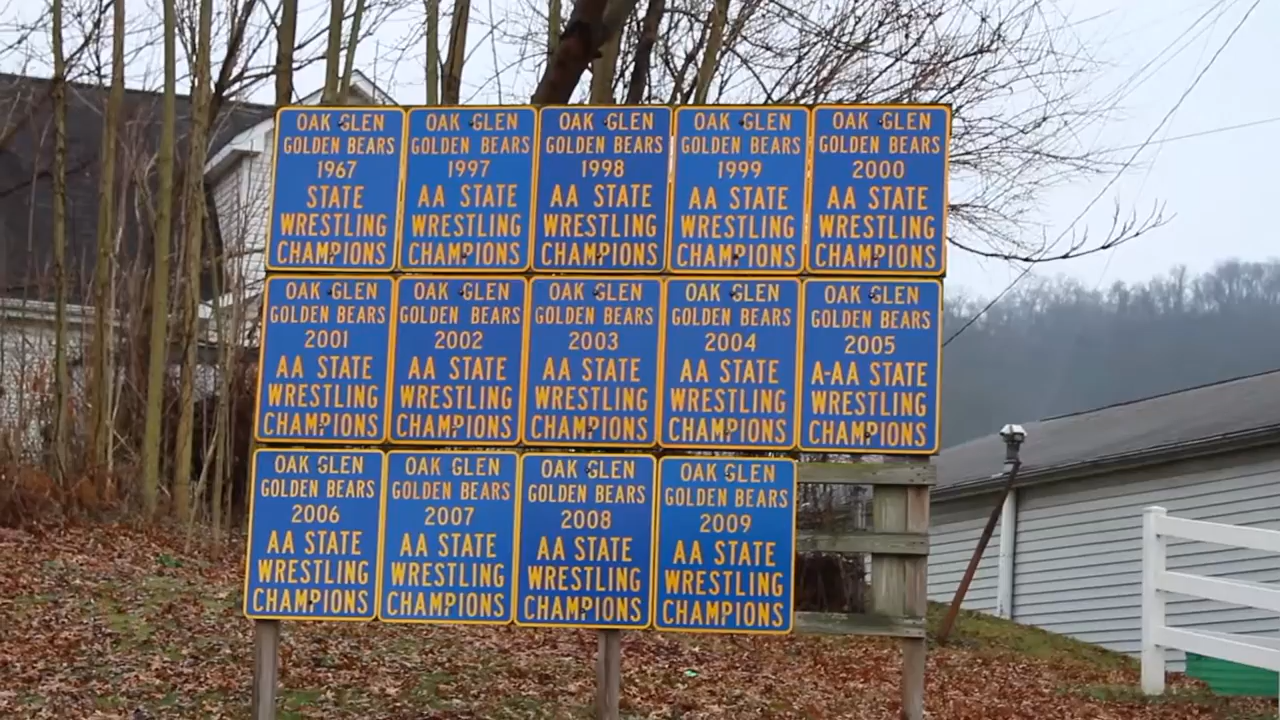 OAK GLEN
GOLDEN BEARS
1967
STATE
WRESTLING
CHAMPIONS
OAK GLEN
GOLDEN BEARS
1997
AA STATE
WRESTLING
CHAMPIONS
OAK GLEN
GOLDEN BEARS
1998
AA STATE
WRESTLING
CHAMPIONS
OAK GLEN
GOLDEN BEARS
1999
AA STATE
WRESTLING
CHAMPIONS
OAK GLEN
GOLDEN BEARS
2000
AA STATE
WRESTLING
CHAMPIONS
OAK GLEN
GOLDEN BEARS
2001
AA STATE
WRESTLING
CHAMPIONS
OAK GLEN
GOLDEN BEARS
2002
AA STATE
WRESTLING
CHAMPIONS
OAK GLEN
GOLDEN BEARS
2003
AA STATE
WRESTLING
CHAMPIONS
OAK GLEN
GOLDEN BEARS
2004
AA STATE
WRESTLING
CHAMPIONS
OAK GLEN
GOLDEN BEARS
2005
A-AA STATE
WRESTLING
CHAMPIONS
OAK GLEN
GOLDEN BEARS
2006
AA STATE
WRESTLING
CHAMPIONS
OAK GLEN
GOLDEN BEARS
2007
AA STATE
WRESTLING
CHAMPIONS
OAK GLEN
GOLDEN BEARS
2008
AA STATE
WRESTLING
CHAMPIONS
OAK GLEN
GOLDEN BEARS
2009
AA STATE
WRESTLING
CHAMPIONS